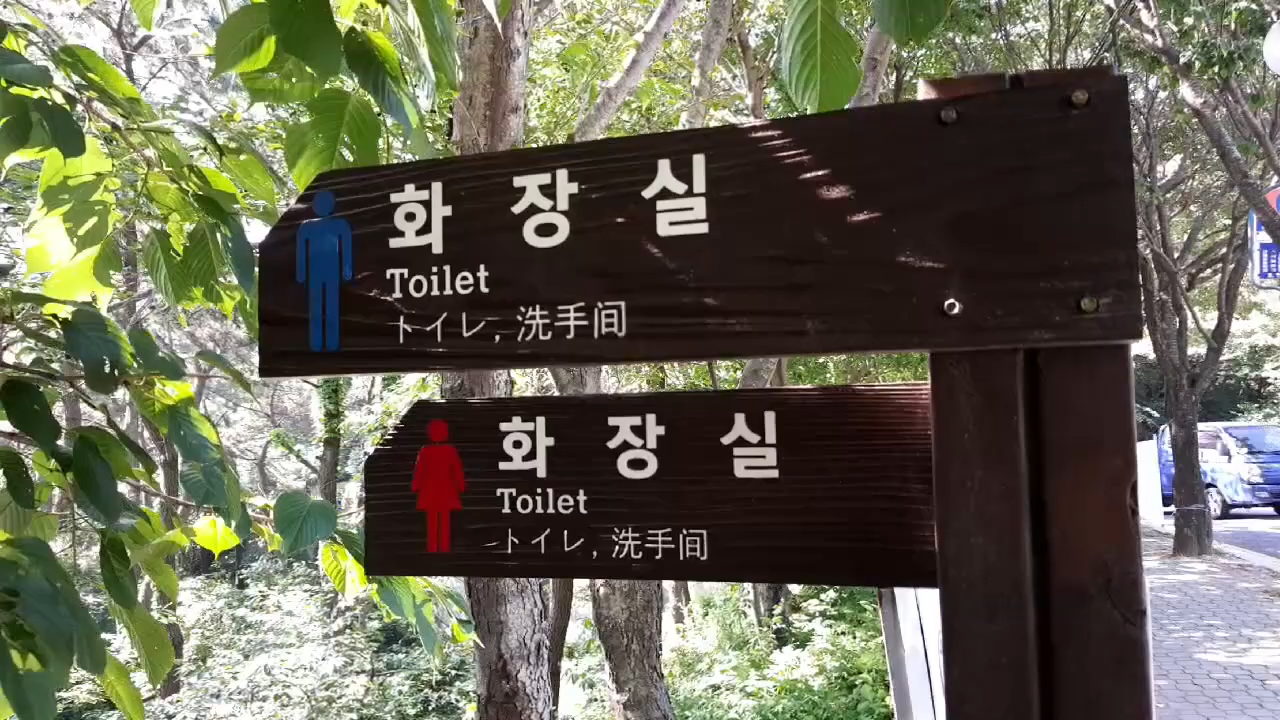 화장실
Toilet
トイレ, 洗手间
화장실
Toilet
トイレ, 洗手间